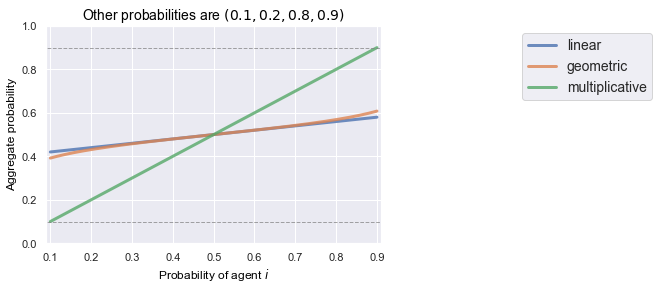 Other probabilities are (0.1, 0.2, 0.8, 0.9)
1.0
0.8
0.6
0.4
0.2
0.0
Aggregate probability
0.1 0.2 0.3 0.4 0.5 0.6 0.7 0.8 0.9
Probability of agent i
linear
geometric
multiplicative